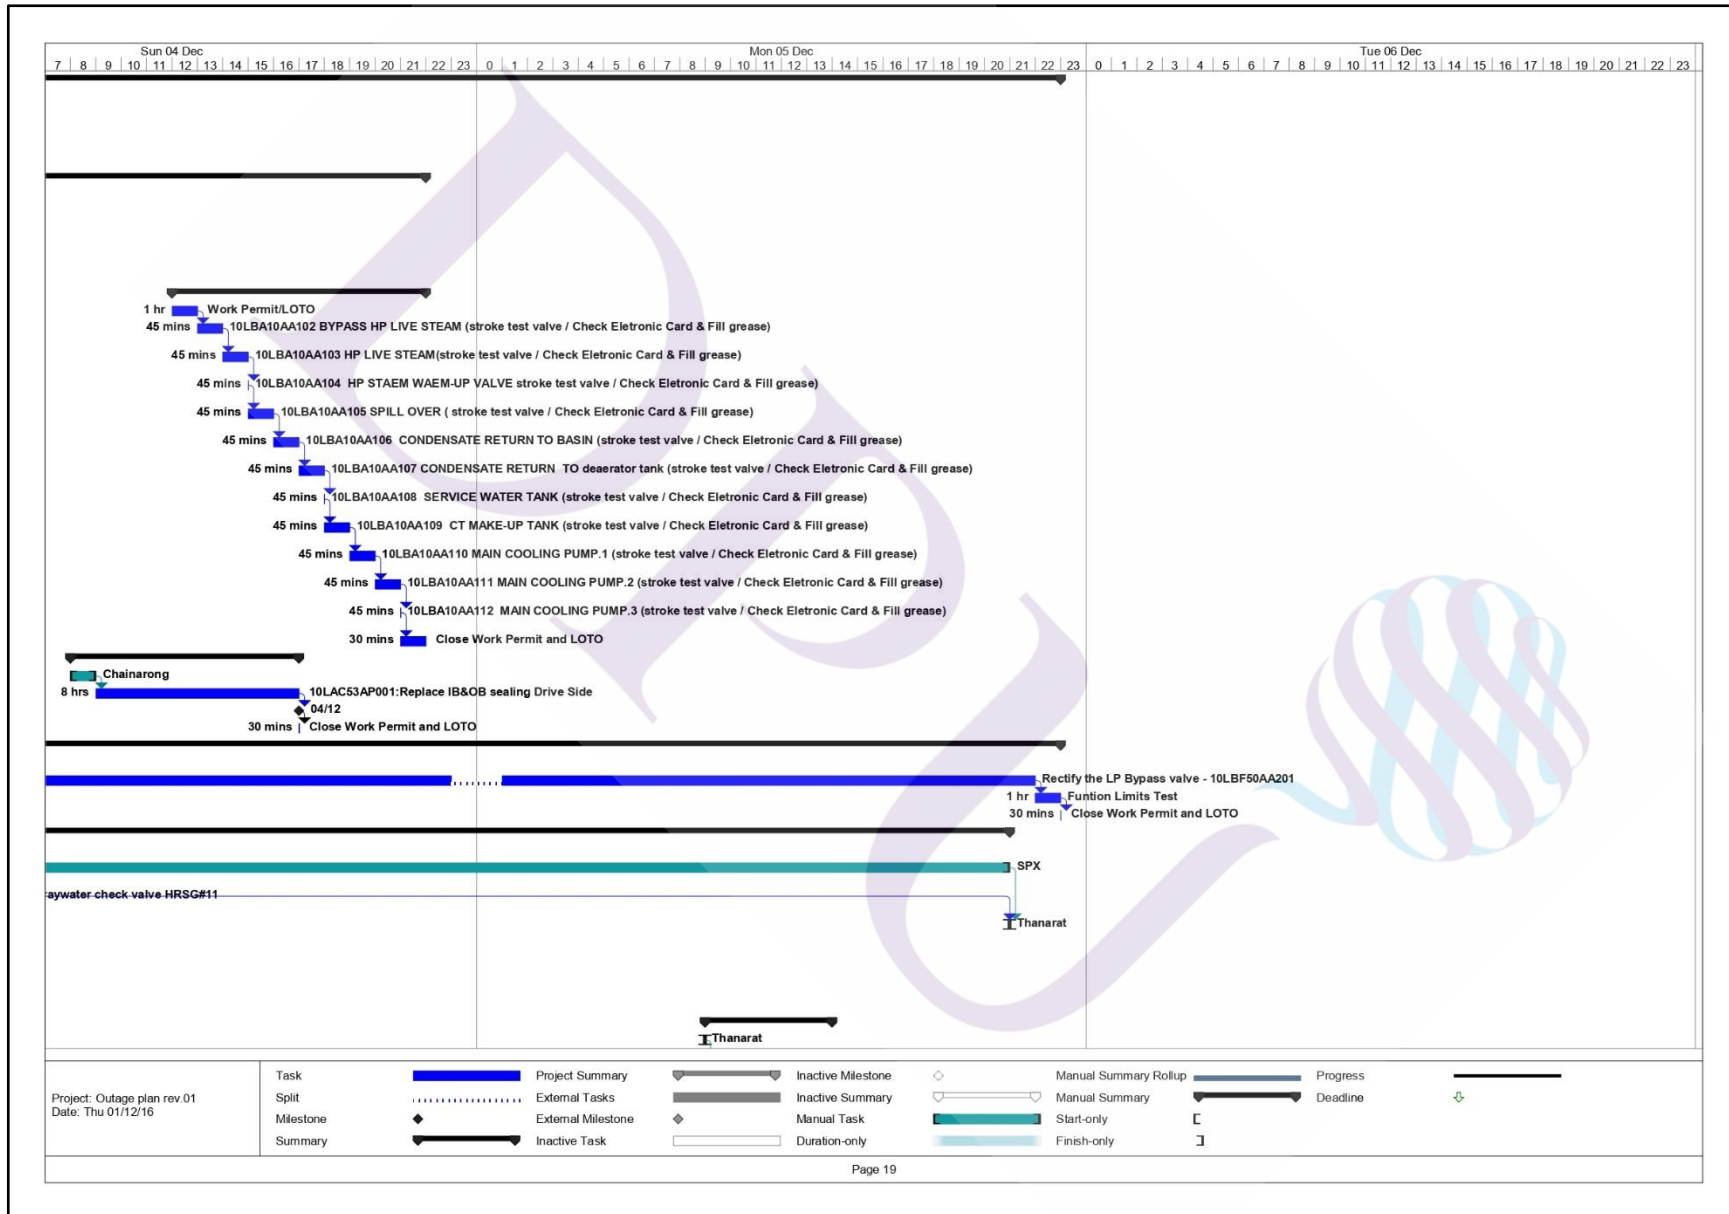 Sun 04 Dec Mon 05 Dec Tue 06 Dec
7 8 9 10 11 12 13 14 15 16 17 18 19 20 21 22 23 0 1 2 3 4 5 6 7 8 9 10 11 12 13 14 15 16 17 18 19 20 21 22 23 0 1 2 3 4 5 6 7 8 9 10 11 12 13 14 15 16 17 18 19 20 21 22 23
1 hr Work Permit/LOTO
45 mins 10LBA10AA102 BYPASS HP LIVE STEAM (stroke test valve / Check Eletronic Card & Fill grease)
45 mins 10LBA10AA103 HP LIVE STEAM(stroke test valve / Check Eletronic Card & Fill grease)
45 mins 10LBA10AA104 HP STAEM WAEM-UP VALVE stroke test valve / Check Eletronic Card & Fill grease)
45 mins 10LBA10AA105 SPILL OVER ( stroke test valve / Check Eletronic Card & Fill grease)
45 mins 10LBA10AA106 CONDENSATE RETURN TO BASIN (stroke test valve / Check Eletronic Card & Fill grease)
45 mins 10LBA10AA107 CONDENSATE RETURN TO deaerator tank (stroke test valve / Check Eletronic Card & Fill grease)
45 mins 10LBA10AA108 SERVICE WATER TANK (stroke test valve / Check Eletronic Card & Fill grease)
45 mins 10LBA10AA109 CT MAKE-UP TANK (stroke test valve / Check Eletronic Card & Fill grease)
45 mins 10LBA10AA110 MAIN COOLING PUMP.1 (stroke test valve / Check Eletronic Card & Fill grease)
45 mins 10LBA10AA111 MAIN COOLING PUMP.2 (stroke test valve / Check Eletronic Card & Fill grease)
45 mins 10LBA10AA112 MAIN COOLING PUMP.3 (stroke test valve / Check Eletronic Card & Fill grease)
30 mins Close Work Permit and LOTO
Chainarong
8 hrs 10LAC53AP001:Replace IB&OB sealing Drive Side
04/12
30 mins Close Work Permit and LOTO
Rectify the LP Bypass valve - 10LBF50AA201
1 hr Funtion Limits Test
30 mins Close Work Permit and LOTO
SPX
aywater check valve HRSG#11
Thanarat
Thanarat
DPU
Project: Outage plan rev.01
Date: Thu 01/12/16
Task Project Summary Inactive Milestone Manual Summary Rollup Progress
Split External Tasks Inactive Summary Manual Summary Deadline
Milestone External Milestone Manual Task Start-only
Summary Inactive Task Duration-only Finish-only
Page 19